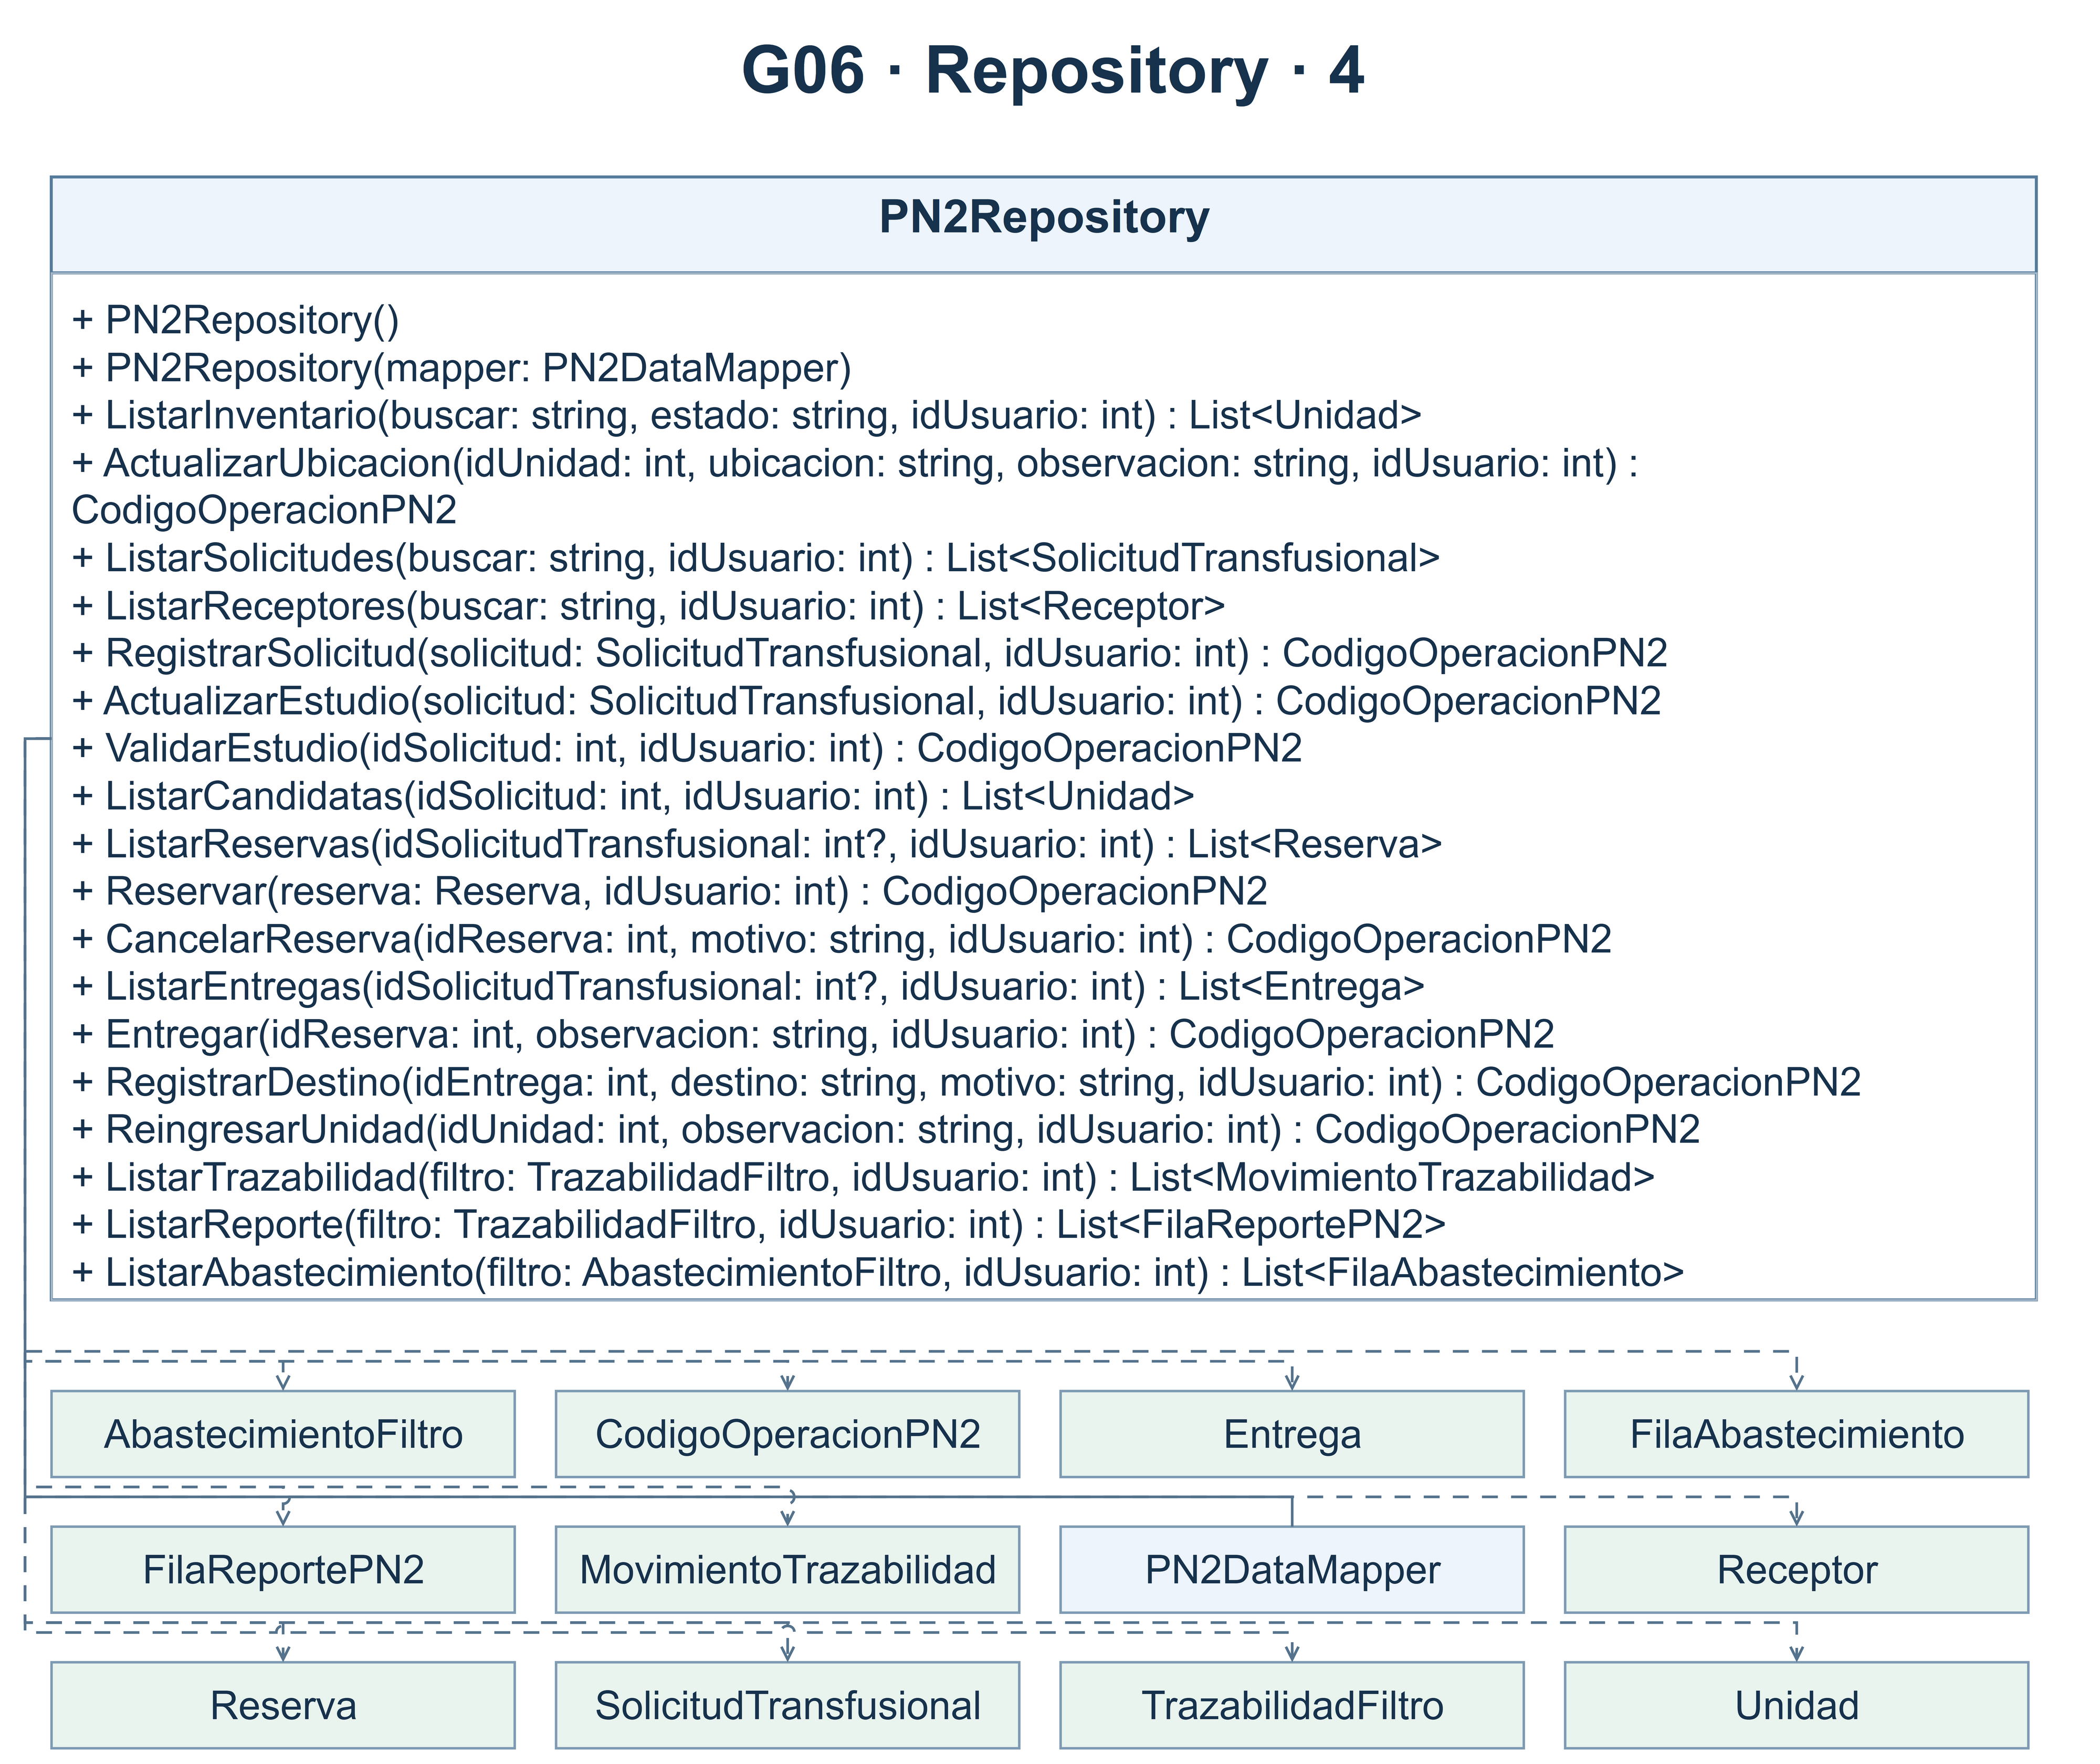 G06 · Repository · 4
PN2Repository
+ PN2Repository()
+ PN2Repository(mapper: PN2DataMapper)
+ ListarInventario(buscar: string, estado: string, idUsuario: int) : List<Unidad>
+ ActualizarUbicacion(idUnidad: int, ubicacion: string, observacion: string, idUsuario: int) :
CodigoOperacionPN2
+ ListarSolicitudes(buscar: string, idUsuario: int) : List<SolicitudTransfusional>
+ ListarReceptores(buscar: string, idUsuario: int) : List<Receptor>
+ RegistrarSolicitud(solicitud: SolicitudTransfusional, idUsuario: int) : CodigoOperacionPN2
+ ActualizarEstudio(solicitud: SolicitudTransfusional, idUsuario: int) : CodigoOperacionPN2
+ ValidarEstudio(idSolicitud: int, idUsuario: int) : CodigoOperacionPN2
+ ListarCandidatas(idSolicitud: int, idUsuario: int) : List<Unidad>
+ ListarReservas(idSolicitudTransfusional: int?, idUsuario: int) : List<Reserva>
+ Reservar(reserva: Reserva, idUsuario: int) : CodigoOperacionPN2
+ CancelarReserva(idReserva: int, motivo: string, idUsuario: int) : CodigoOperacionPN2
+ ListarEntregas(idSolicitudTransfusional: int?, idUsuario: int) : List<Entrega>
+ Entregar(idReserva: int, observacion: string, idUsuario: int) : CodigoOperacionPN2
+ RegistrarDestino(idEntrega: int, destino: string, motivo: string, idUsuario: int) : CodigoOperacionPN2
+ ReingresarUnidad(idUnidad: int, observacion: string, idUsuario: int) : CodigoOperacionPN2
+ ListarTrazabilidad(filtro: TrazabilidadFiltro, idUsuario: int) : List<MovimientoTrazabilidad>
+ ListarReporte(filtro: TrazabilidadFiltro, idUsuario: int) : List<FilaReportePN2>
+ ListarAbastecimiento(filtro: AbastecimientoFiltro, idUsuario: int) : List<FilaAbastecimiento>
AbastecimientoFiltro
CodigoOperacionPN2
Entrega
FilaAbastecimiento
FilaReportePN2
MovimientoTrazabilidad
PN2DataMapper
Receptor
Reserva
SolicitudTransfusional
TrazabilidadFiltro
Unidad